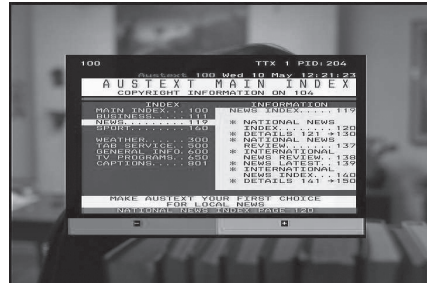 100 TTX 1 PID:204
Austext 100 Wed 10 May 12:21:23
AUSTEXT MAIN INDEX
COPYRIGHT INFORMATION ON 104
INDEX
MAIN INDEX...100
BUSINESS.....111
NEWS.........119
SPORT........160
WEATHER......300
TAB SERVICE..500
GENERAL INFO.600
TV PROGRAMS..650
CAPTIONS.....801
INFORMATION
NEWS INDEX...119
* NATIONAL NEWS
INDEX......120
* DETAILS 121→130
* NATIONAL NEWS
REVIEW.....137
* INTERNATIONAL
NEWS REVIEW..138
* NEWS LATEST..139
* INTERNATIONAL
NEWS INDEX...140
* DETAILS 141→150
MAKE AUSTEXT YOUR FIRST CHOICE
FOR LOCAL NEWS
NATIONAL NEWS INDEX PAGE 120